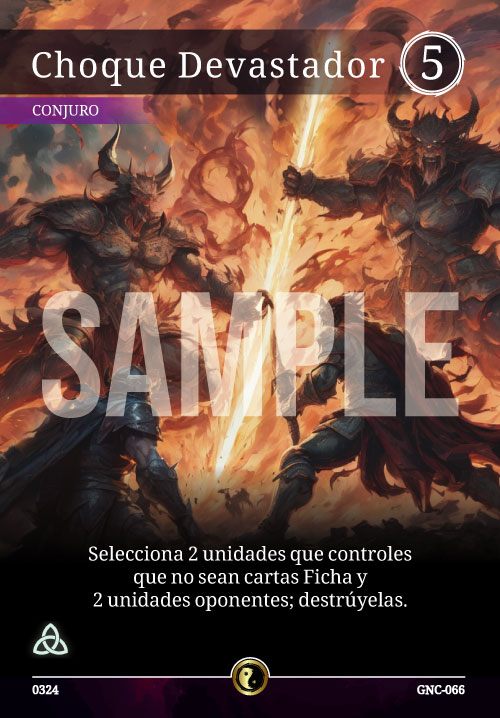 Choque Devastador 5
CONJURO
SAMPLE
Selecciona 2 unidades que controles
que no sean cartas Ficha y
2 unidades oponentes; destrúyelas.
0324 GNC-066